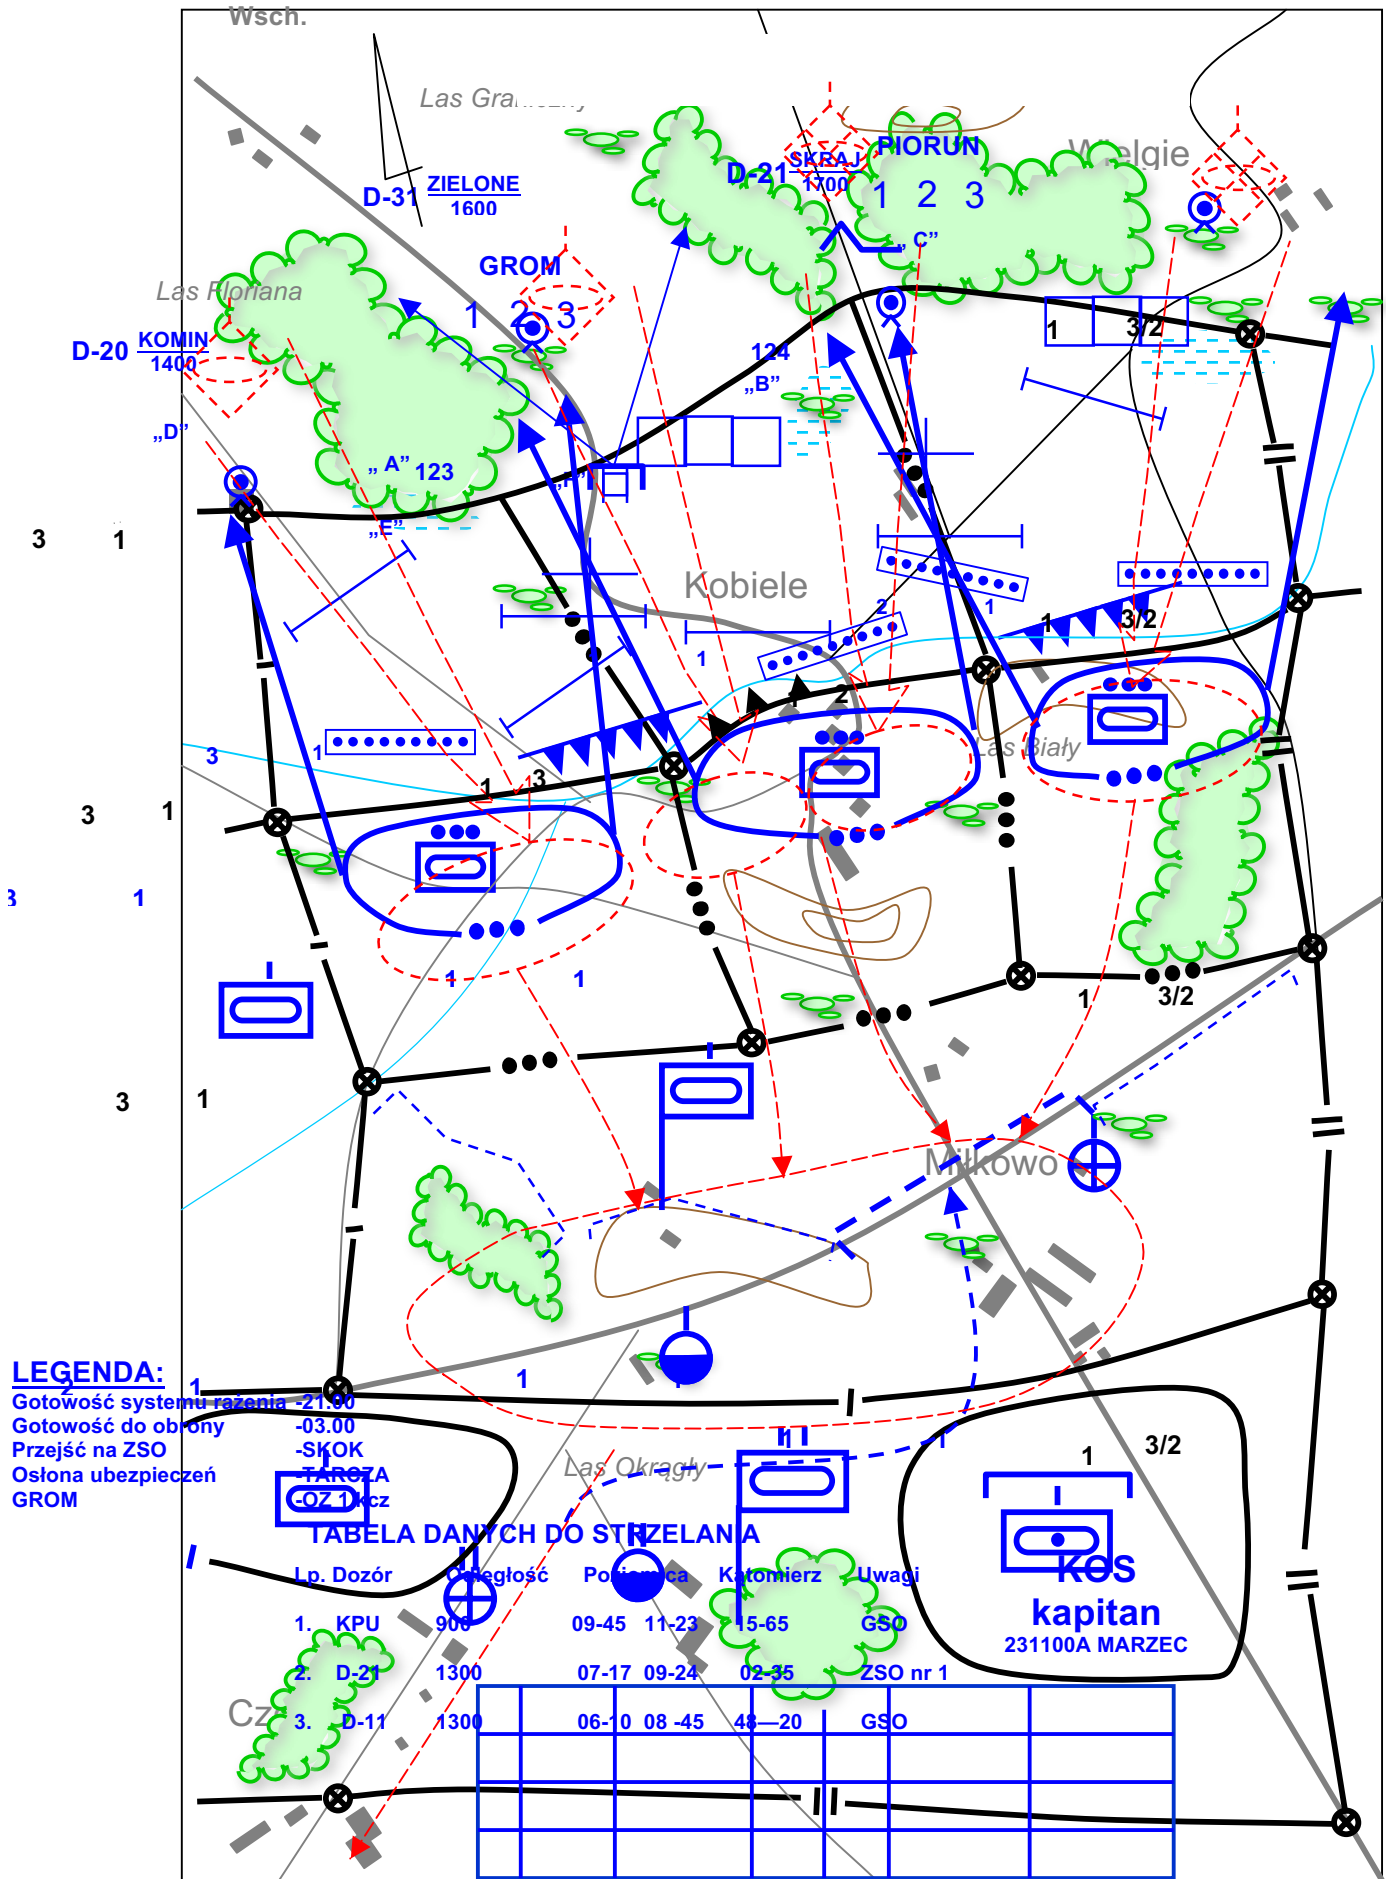 Wsch.
Las Graniczny
PIORUN
Wielgie
D-21 SKRAJ
1700
D-31 ZIELONE
1600
1 2 3
„ C”
GROM
Las Floriana
1 2 3
1 3/2
D-20 KOMIN
1400
124
„B”
„D”
„ A” 123
„E”
3 1
Kobiele
2 1
1 3/2
1
1 2
Las Biały
3 1
1 3
3 1
3 1
1 1
1 3/2
3 1
Miłkowo
LEGENDA:
2 1 1
Gotowość systemu rażenia -21.00
Gotowość do obrony -03.00
Przejść na ZSO -SKOK
Osłona ubezpieczeń -TARCZA
GROM -OZ 1 kcz
1 3/2
Las Okrągły
TABELA DANYCH DO STRZELANIA
Lp. Dozór Odległość Poziomica Kątomierz Uwagi
KOS
kapitan
231100A MARZEC
1. KPU 900 09-45 11-23 15-65 GSO
2. D-21 1300 07-17 09-24 02-35 ZSO nr 1
3. D-11 1300 06-10 08 -45 48—20 GSO